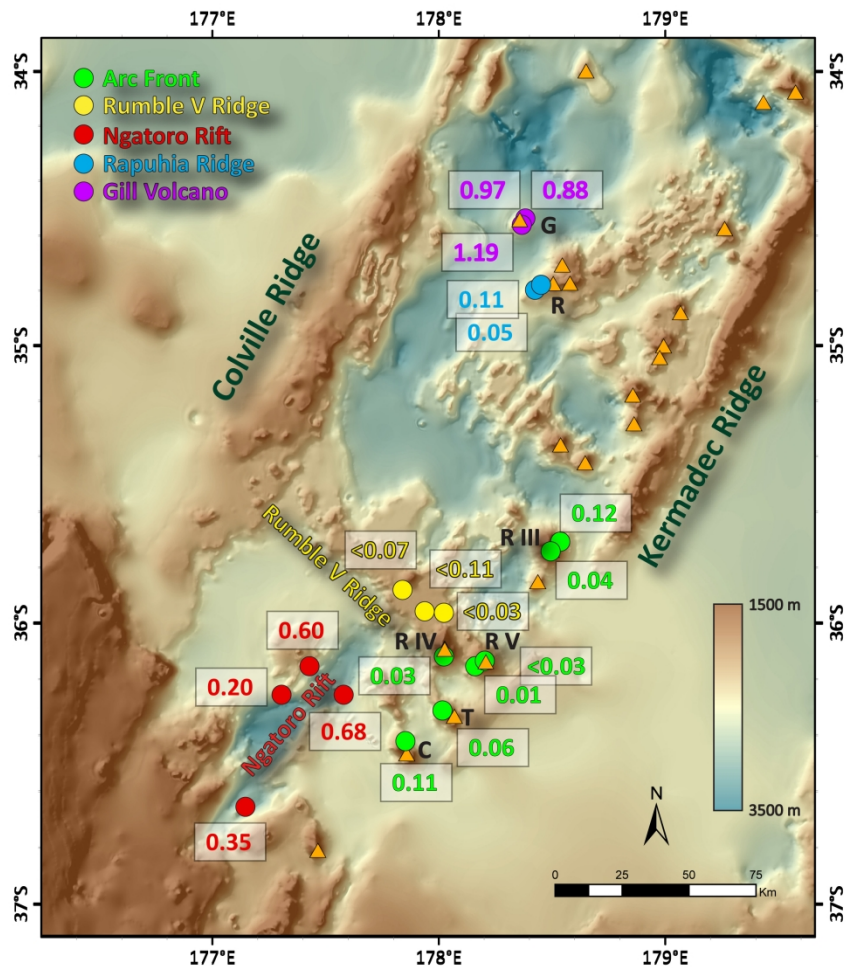 177°E 178°E 179°E
34°S 34°S
Arc Front
Rumble V Ridge
Ngatoro Rift
Rapuhia Ridge
Gill Volcano
0.97 0.88
G
1.19
Colville Ridge
0.11
R
0.05
35°S 35°S
Kermadec Ridge
0.12
R III
Rumble V Ridge
<0.07
<0.11
0.04
<0.03
36°S 36°S
1500 m
0.60
R IV R V
0.03
<0.03
0.20
0.01
Ngatoro Rift
0.68
T
0.06
C
0.11
3500 m
N
0.35
0 25 50 75
Km
37°S 37°S
177°E 178°E 179°E